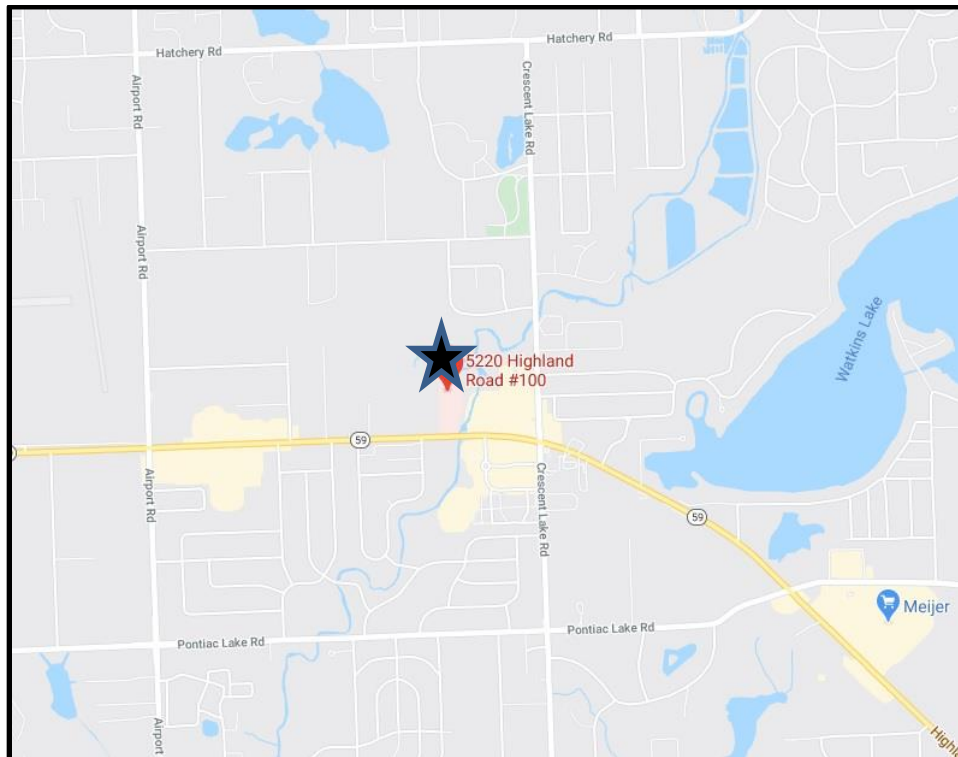 Hatchery Rd
Hatchery Rd
Airport Rd
Crescent Lake Rd
Airport Rd
Watkins Lake
5220 Highland
Road #100
59
Crescent Lake Rd
Airport Rd
59
Meijer
Pontiac Lake Rd
Pontiac Lake Rd
Airport